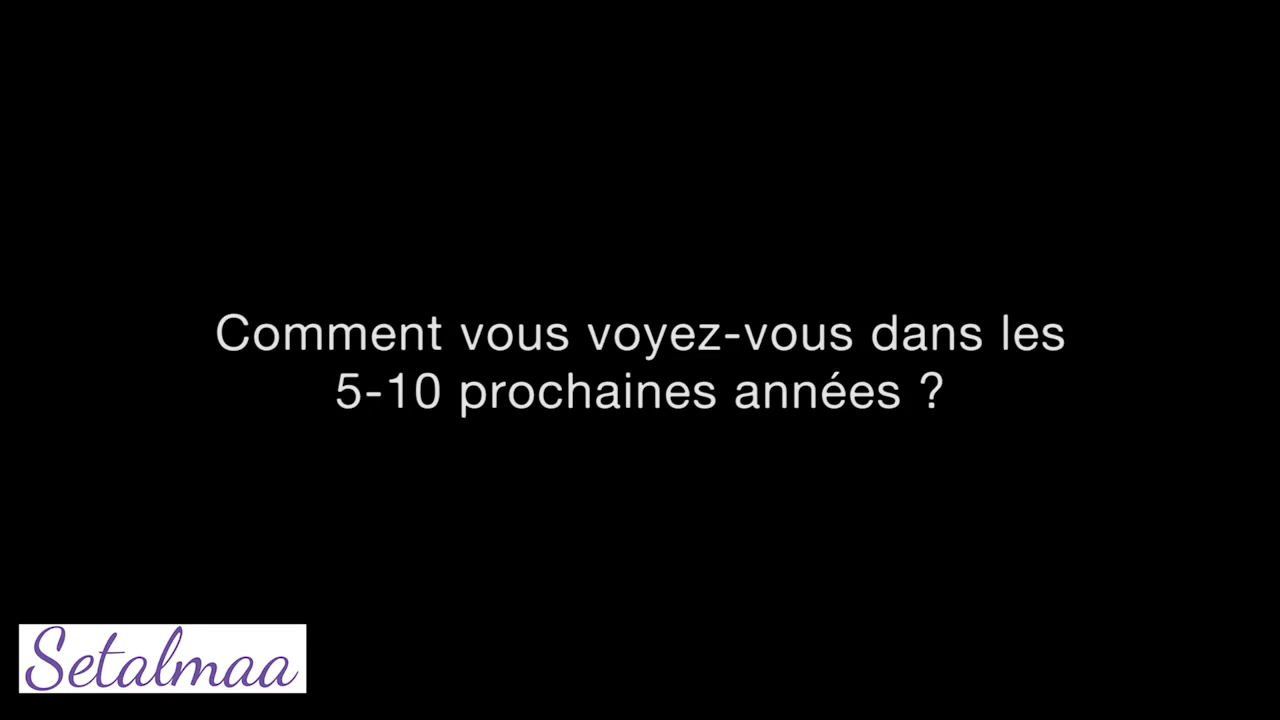 Comment vous voyez-vous dans les
5-10 prochaines années ?
Setalmaa